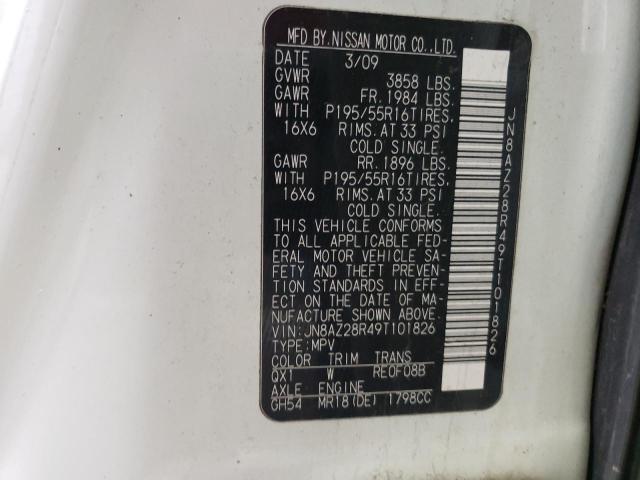 MFD BY.NISSAN MOTOR CO.,LTD.
DATE 3/09
GVWR 3858 LBS.
GAWR FR. 1984 LBS.
WITH P195/55R16TIRES,
16X6 RIMS.AT 33 PSI
COLD SINGLE.
GAWR RR. 1896 LBS.
WITH P195/55R16TIRES,
16X6 RIMS.AT 33 PSI
COLD SINGLE.
THIS VEHICLE CONFORMS
TO ALL APPLICABLE FED-
ERAL MOTOR VEHICLE SA-
FETY AND THEFT PREVEN-
TION STANDARDS IN EFF-
ECT ON THE DATE OF MA-
NUFACTURE SHOWN ABOVE.
VIN:JN8AZ28R49T101826
TYPE:MPV
COLOR TRIM TRANS
QX1 W RE0F08B
AXLE ENGINE
GH54 MR18(DE) 1798CC
JN8AZ28R49T101826